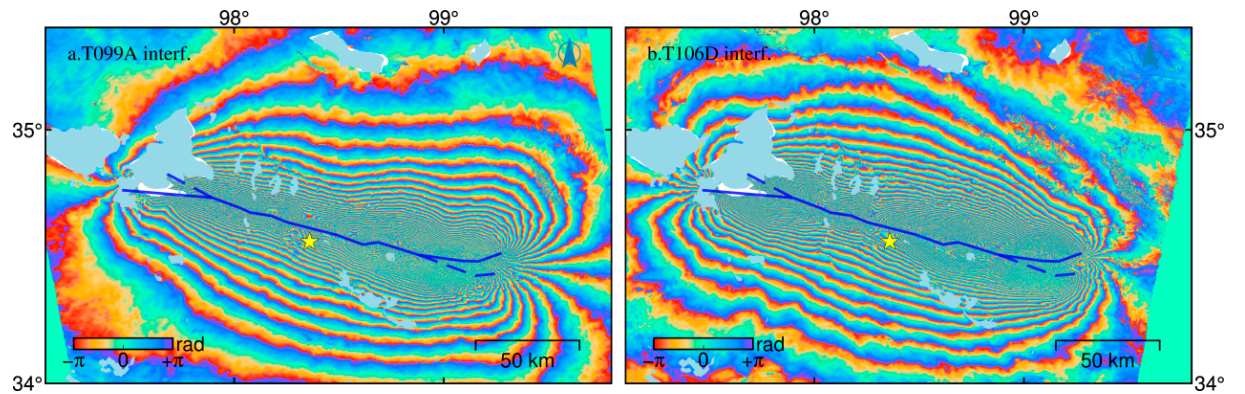 98° 99° 98° 99°
a.T099A interf. b.T106D interf.
35° 35°
rad rad
−π 0 +π 50 km −π 0 +π 50 km
34° 34°